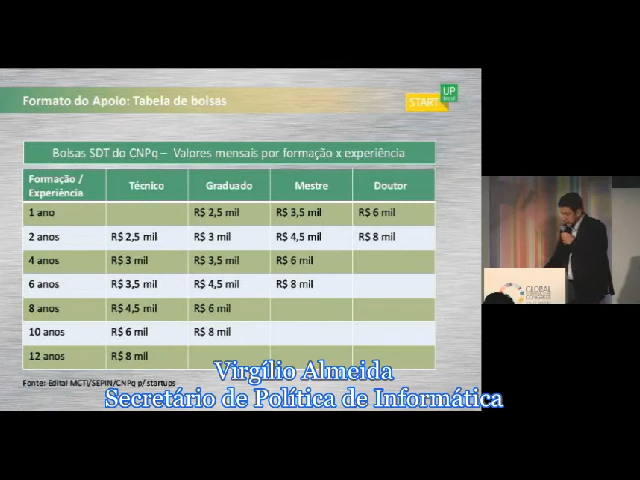 Formato do Apoio: Tabela de bolsas
START UP
Bolsas SDT do CNPq – Valores mensais por formação x experiência
Formação / Experiência Técnico Graduado Mestre Doutor
1 ano R$ 2,5 mil R$ 3,5 mil R$ 6 mil
2 anos R$ 2,5 mil R$ 3 mil R$ 4,5 mil R$ 8 mil
4 anos R$ 3 mil R$ 3,5 mil R$ 6 mil
6 anos R$ 3,5 mil R$ 4,5 mil R$ 8 mil
8 anos R$ 4,5 mil R$ 6 mil
10 anos R$ 6 mil R$ 8 mil
12 anos R$ 8 mil
Fonte: Edital MCTI/SEPIN/CNPq p/ startups
GLOBAL
Virgílio Almeida
Secretário de Política de Informática